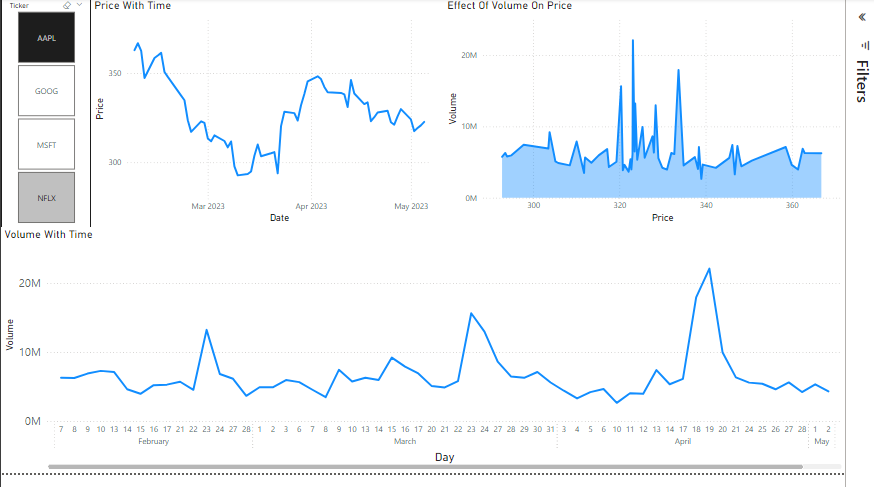 Ticker
AAPL
GOOG
MSFT
NFLX
Price With Time
Price
350
300
Mar 2023 Apr 2023 May 2023
Date
Effect Of Volume On Price
Volume
20M
10M
0M
300 320 340 360
Price
Filters
Volume With Time
Volume
20M
10M
0M
7 8 9 10 13 14 15 16 17 21 22 23 24 27 28 1 2 3 6 7 8 9 10 13 14 15 16 17 20 21 22 23 24 27 28 29 30 31 3 4 5 6 10 11 12 13 14 17 18 19 20 21 24 25 26 27 28 1 2
February March April May
Day